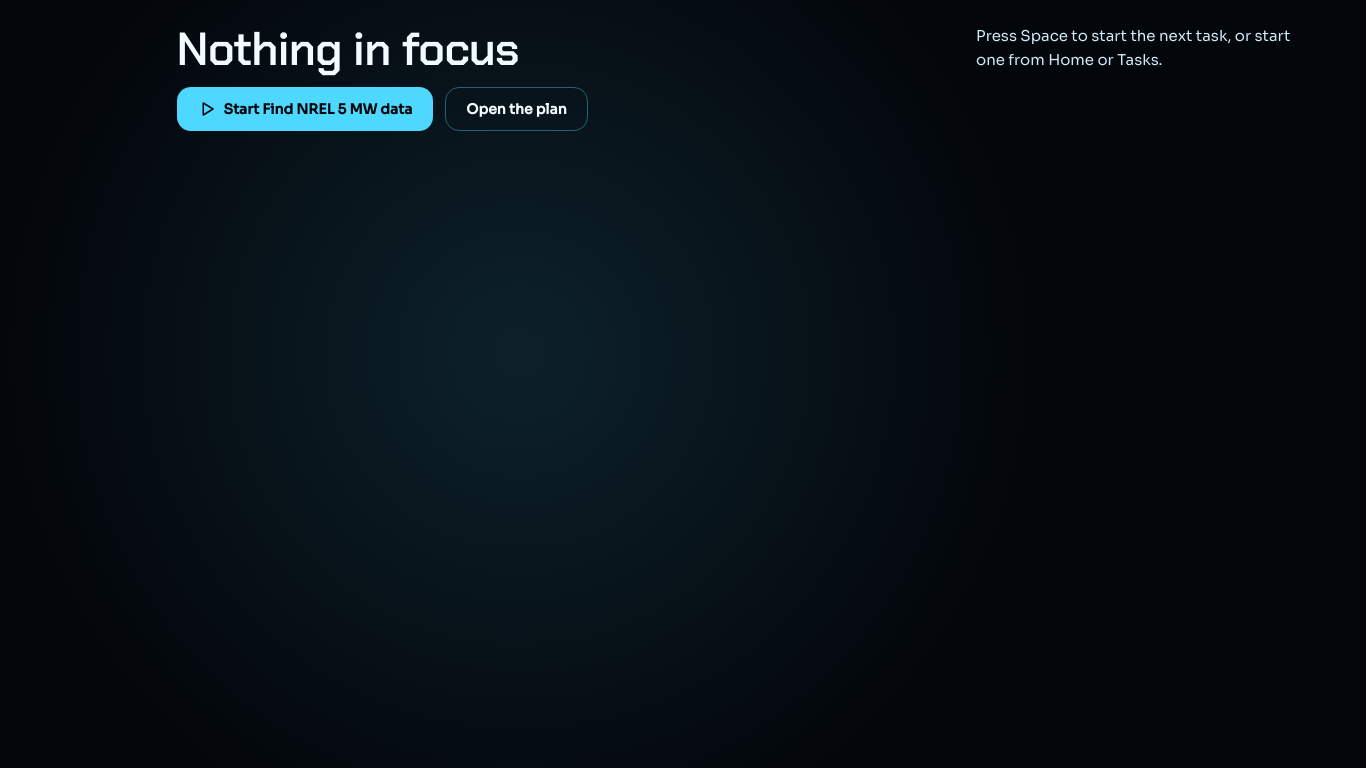 Nothing in focus
Start Find NREL 5 MW data
Open the plan
Press Space to start the next task, or start
one from Home or Tasks.